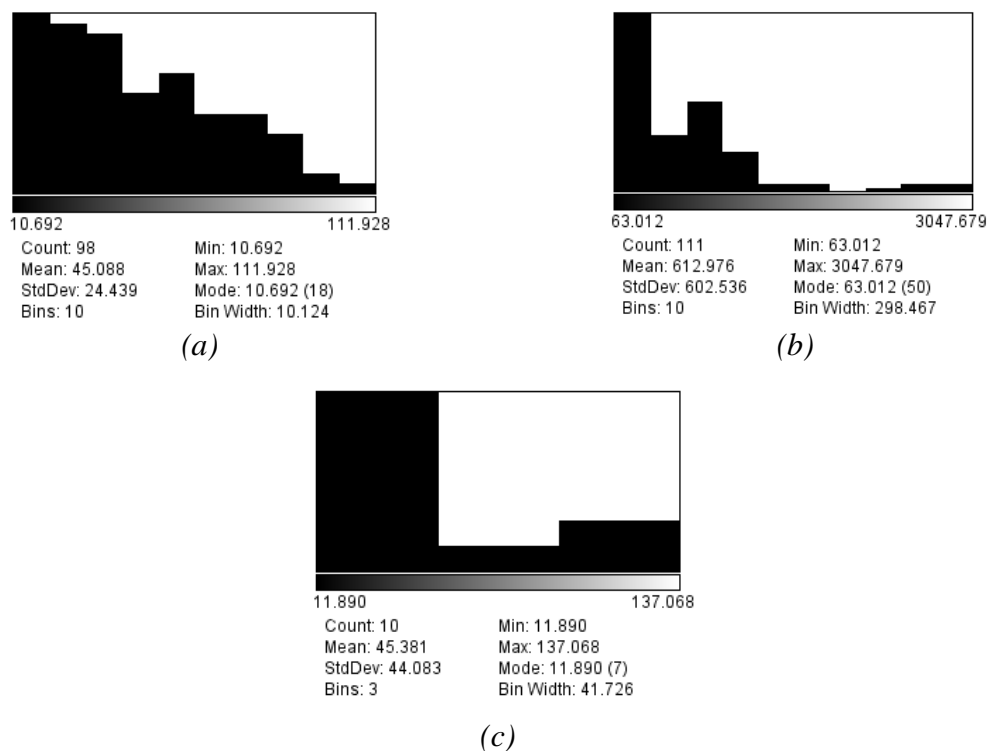 10.692 111.928
Count: 98 Min: 10.692
Mean: 45.088 Max: 111.928
StdDev: 24.439 Mode: 10.692 (18)
Bins: 10 Bin Width: 10.124
(a)
63.012 3047.679
Count: 111 Min: 63.012
Mean: 612.976 Max: 3047.679
StdDev: 602.536 Mode: 63.012 (50)
Bins: 10 Bin Width: 298.467
(b)
11.890 137.068
Count: 10 Min: 11.890
Mean: 45.381 Max: 137.068
StdDev: 44.083 Mode: 11.890 (7)
Bins: 3 Bin Width: 41.726
(c)